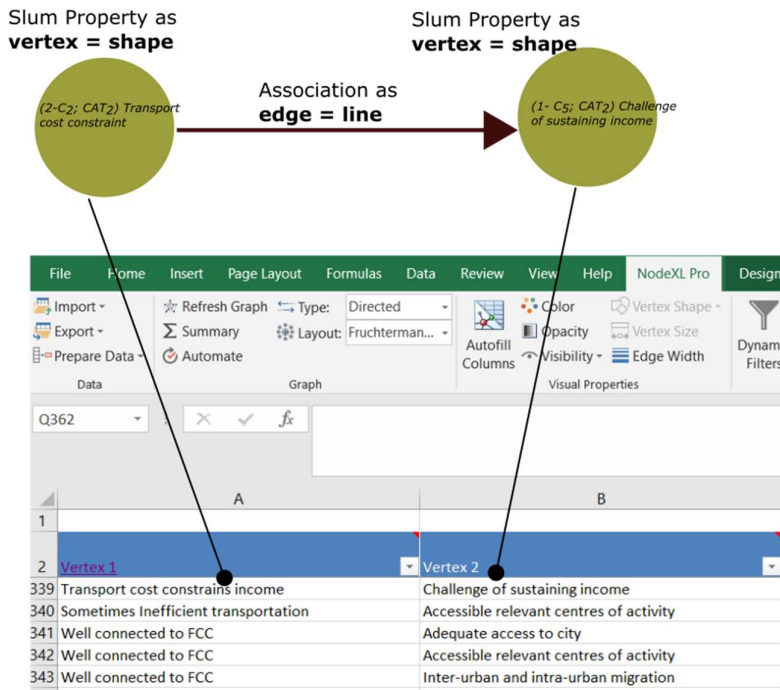 Slum Property as
vertex = shape
Slum Property as
vertex = shape
Association as
edge = line
(2-C2; CAT2) Transport
cost constraint
(1- C5; CAT2) Challenge
of sustaining income
File Home Insert Page Layout Formulas Data Review View Help NodeXL Pro Design
Import Refresh Graph Type: Directed Color Vertex Shape
Export Summary Layout: Fruchterman... Opacity Vertex Size
Prepare Data Automate Autofill Columns Visibility Edge Width Dynam Filters
Data Graph Visual Properties
Q362 fx
A B
1
2 Vertex 1 Vertex 2
339 Transport cost constrains income Challenge of sustaining income
340 Sometimes Inefficient transportation Accessible relevant centres of activity
341 Well connected to FCC Adequate access to city
342 Well connected to FCC Accessible relevant centres of activity
343 Well connected to FCC Inter-urban and intra-urban migration